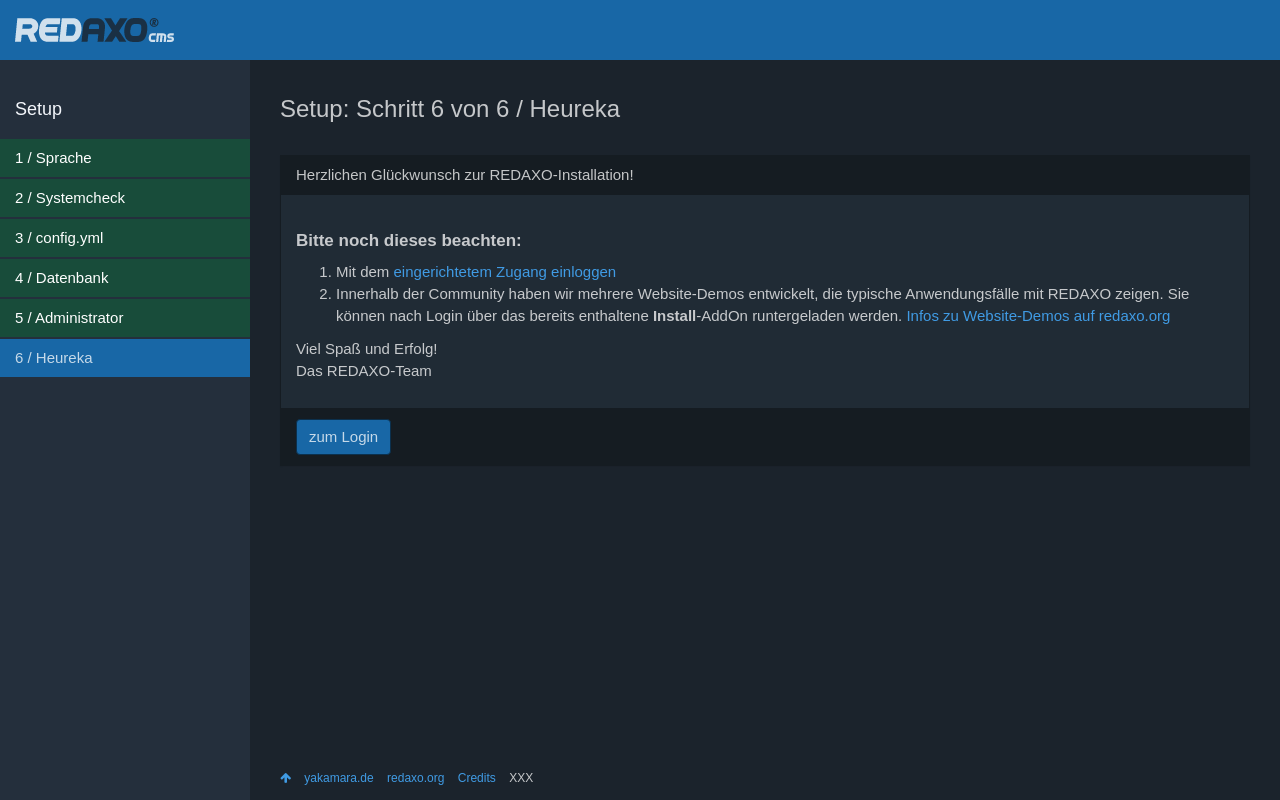 REDAXO® cms
Setup
1 / Sprache
2 / Systemcheck
3 / config.yml
4 / Datenbank
5 / Administrator
6 / Heureka
Setup: Schritt 6 von 6 / Heureka
Herzlichen Glückwunsch zur REDAXO-Installation!
Bitte noch dieses beachten:
1. Mit dem eingerichtetem Zugang einloggen
2. Innerhalb der Community haben wir mehrere Website-Demos entwickelt, die typische Anwendungsfälle mit REDAXO zeigen. Sie
können nach Login über das bereits enthaltene Install-AddOn runtergeladen werden. Infos zu Website-Demos auf redaxo.org
Viel Spaß und Erfolg!
Das REDAXO-Team
zum Login
yakamara.de redaxo.org Credits XXX